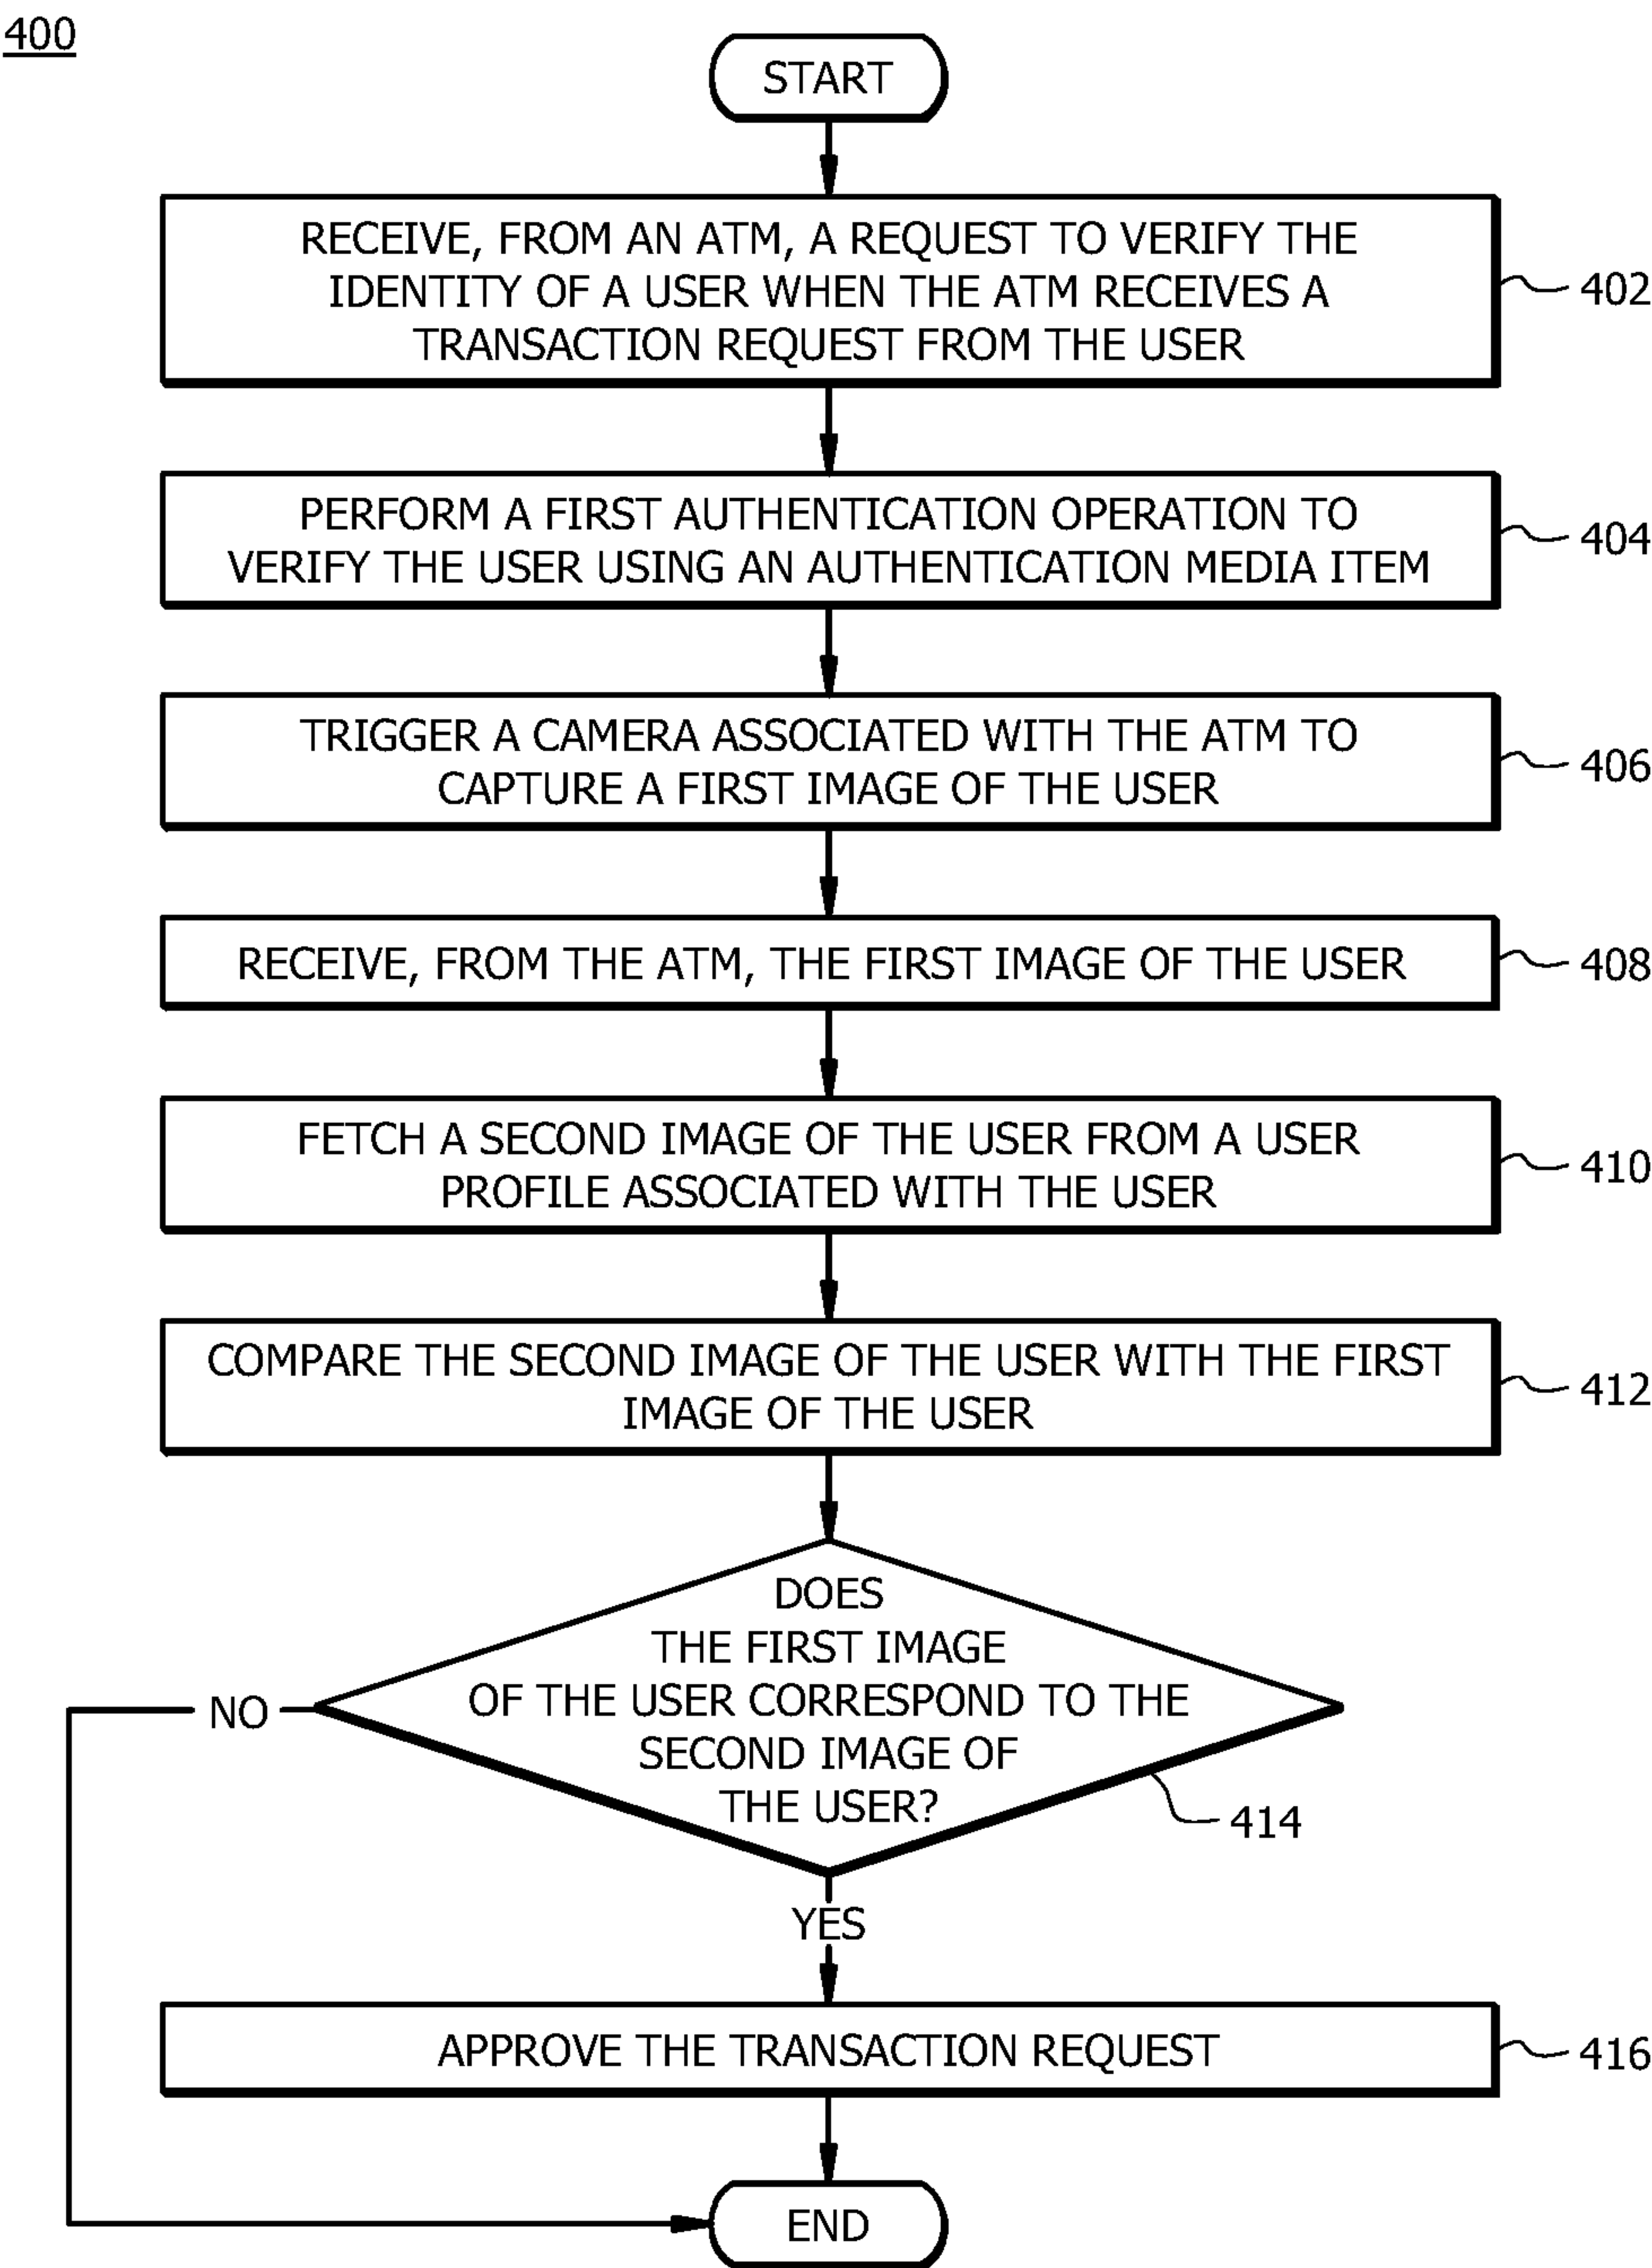 400
START
RECEIVE, FROM AN ATM, A REQUEST TO VERIFY THE
IDENTITY OF A USER WHEN THE ATM RECEIVES A
TRANSACTION REQUEST FROM THE USER
402
PERFORM A FIRST AUTHENTICATION OPERATION TO
VERIFY THE USER USING AN AUTHENTICATION MEDIA ITEM
404
TRIGGER A CAMERA ASSOCIATED WITH THE ATM TO
CAPTURE A FIRST IMAGE OF THE USER
406
RECEIVE, FROM THE ATM, THE FIRST IMAGE OF THE USER
408
FETCH A SECOND IMAGE OF THE USER FROM A USER
PROFILE ASSOCIATED WITH THE USER
410
COMPARE THE SECOND IMAGE OF THE USER WITH THE FIRST
IMAGE OF THE USER
412
DOES
THE FIRST IMAGE
OF THE USER CORRESPOND TO THE
SECOND IMAGE OF
THE USER?
NO
414
YES
APPROVE THE TRANSACTION REQUEST
416
END